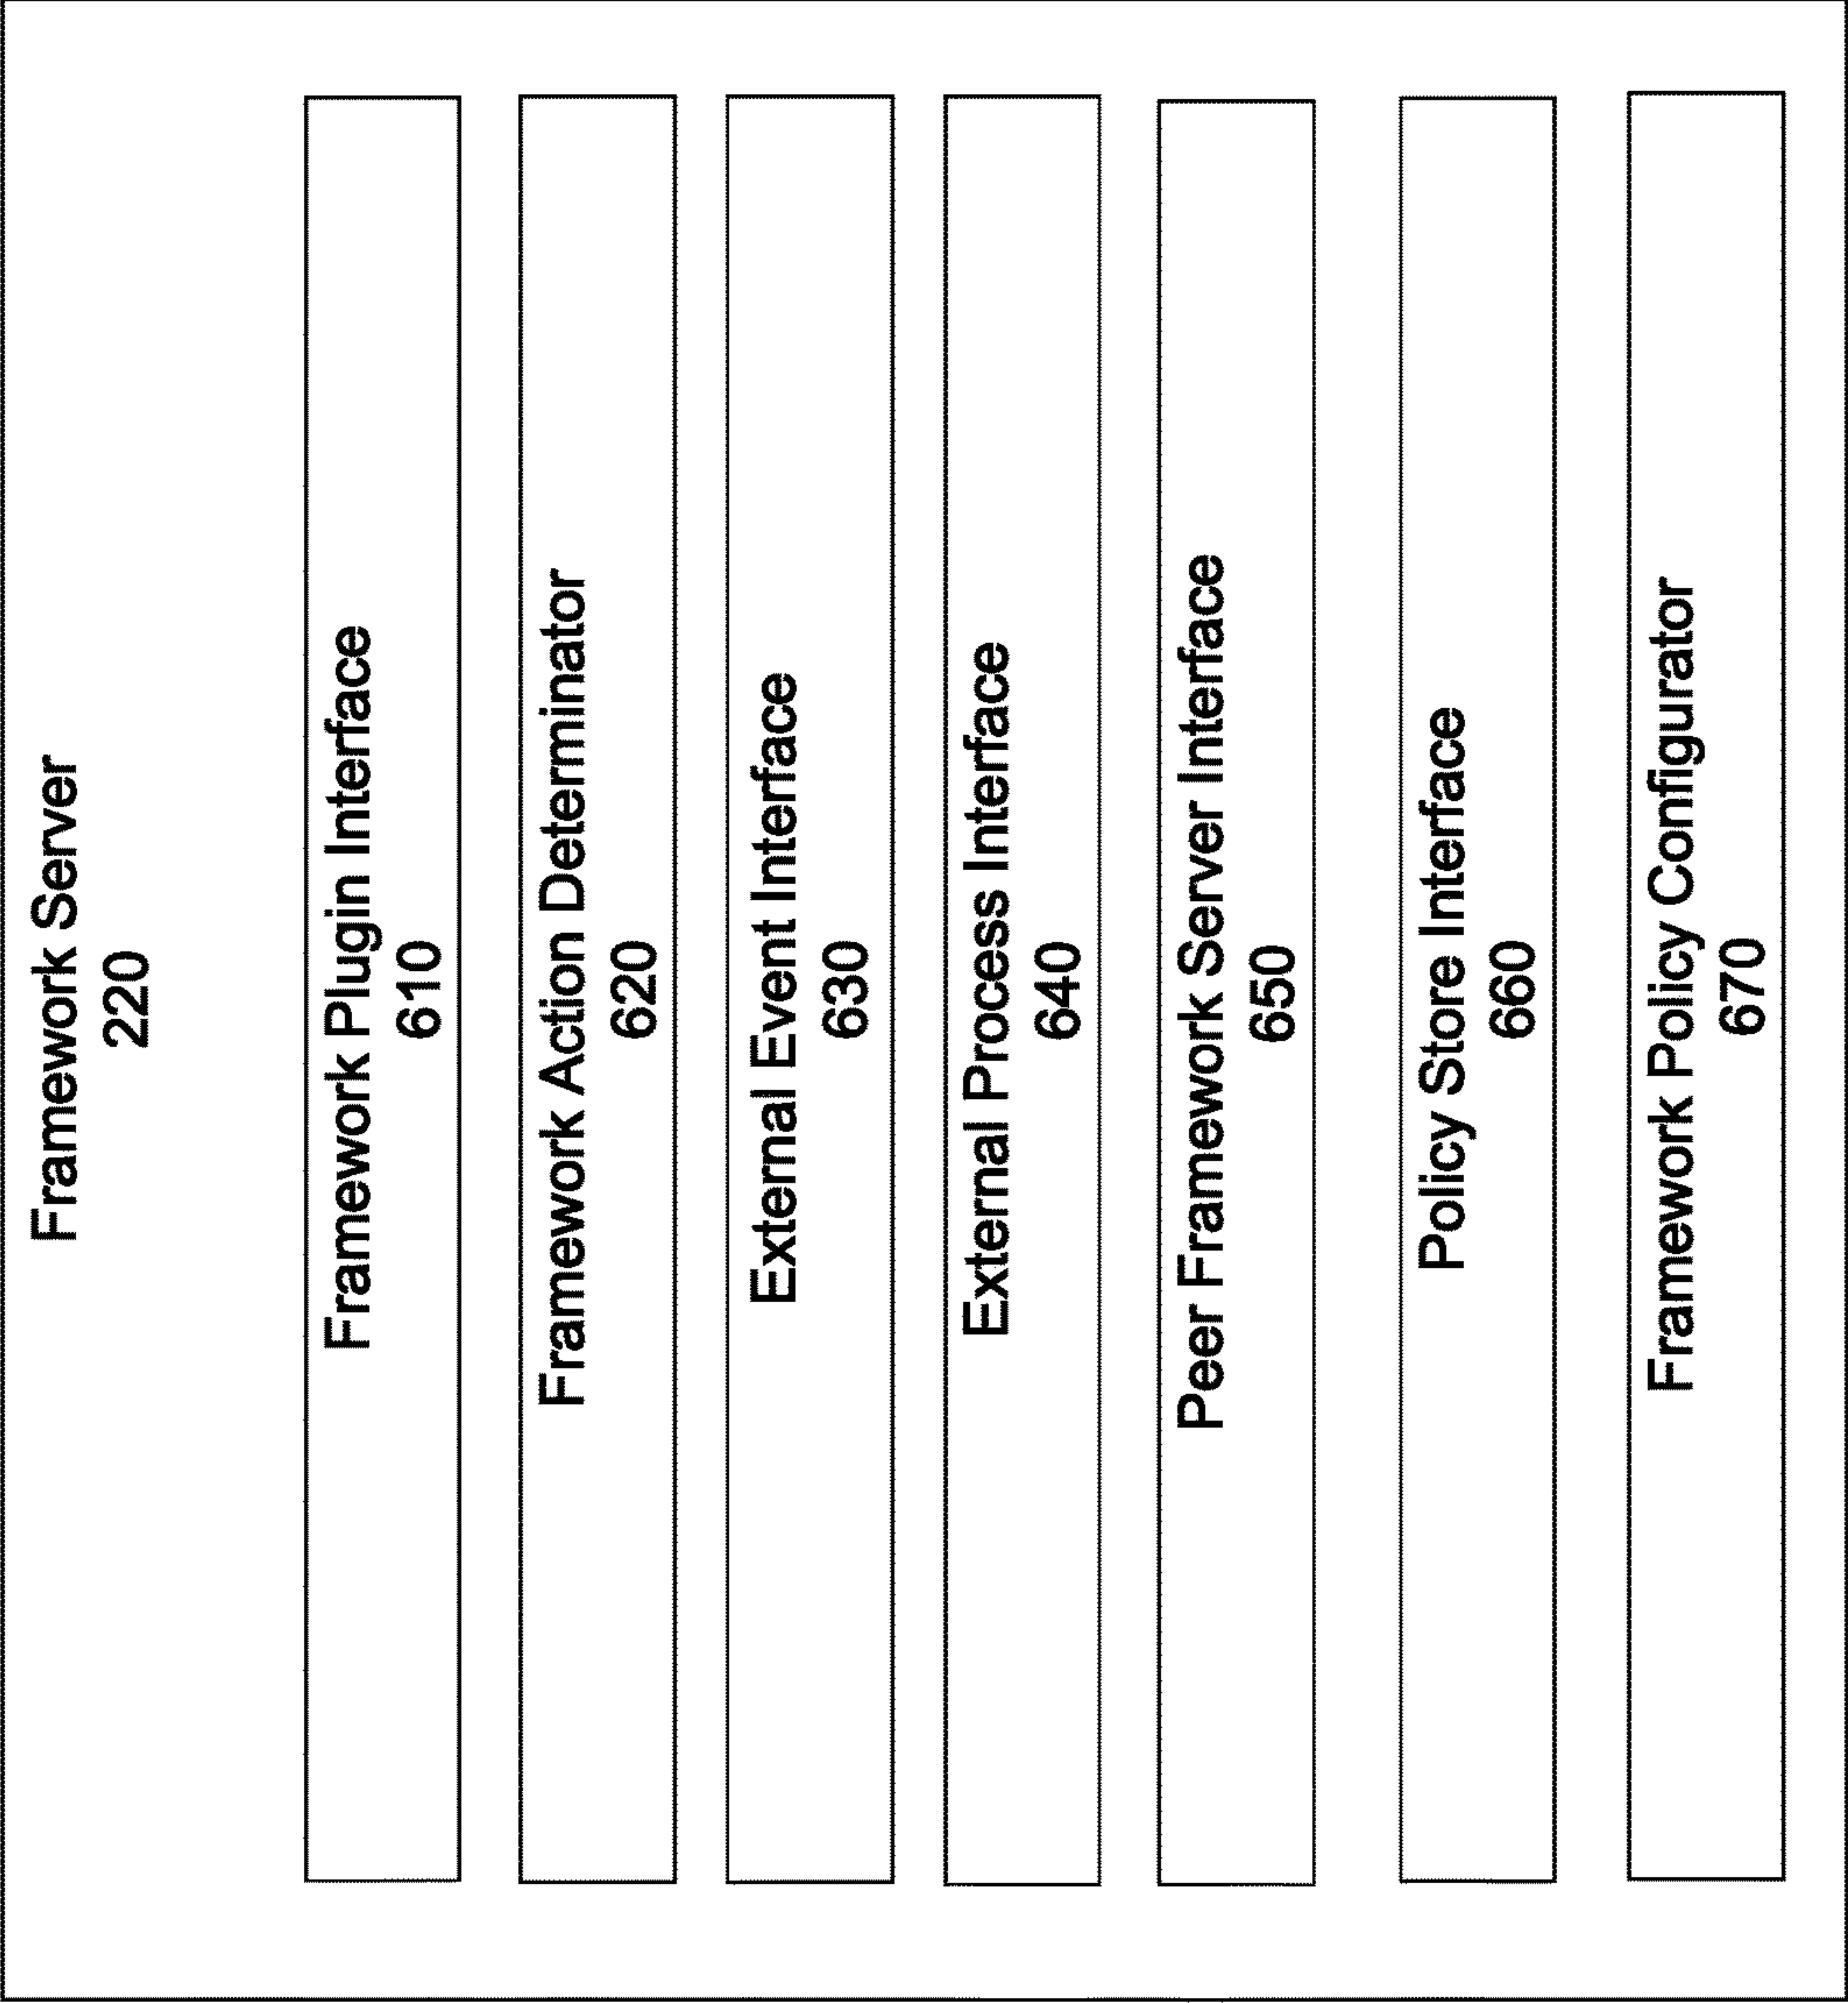 Framework Server
220
Framework Plugin Interface
610
Framework Action Determinator
620
External Event Interface
630
External Process Interface
640
Peer Framework Server Interface
650
Policy Store Interface
660
Framework Policy Configurator
670